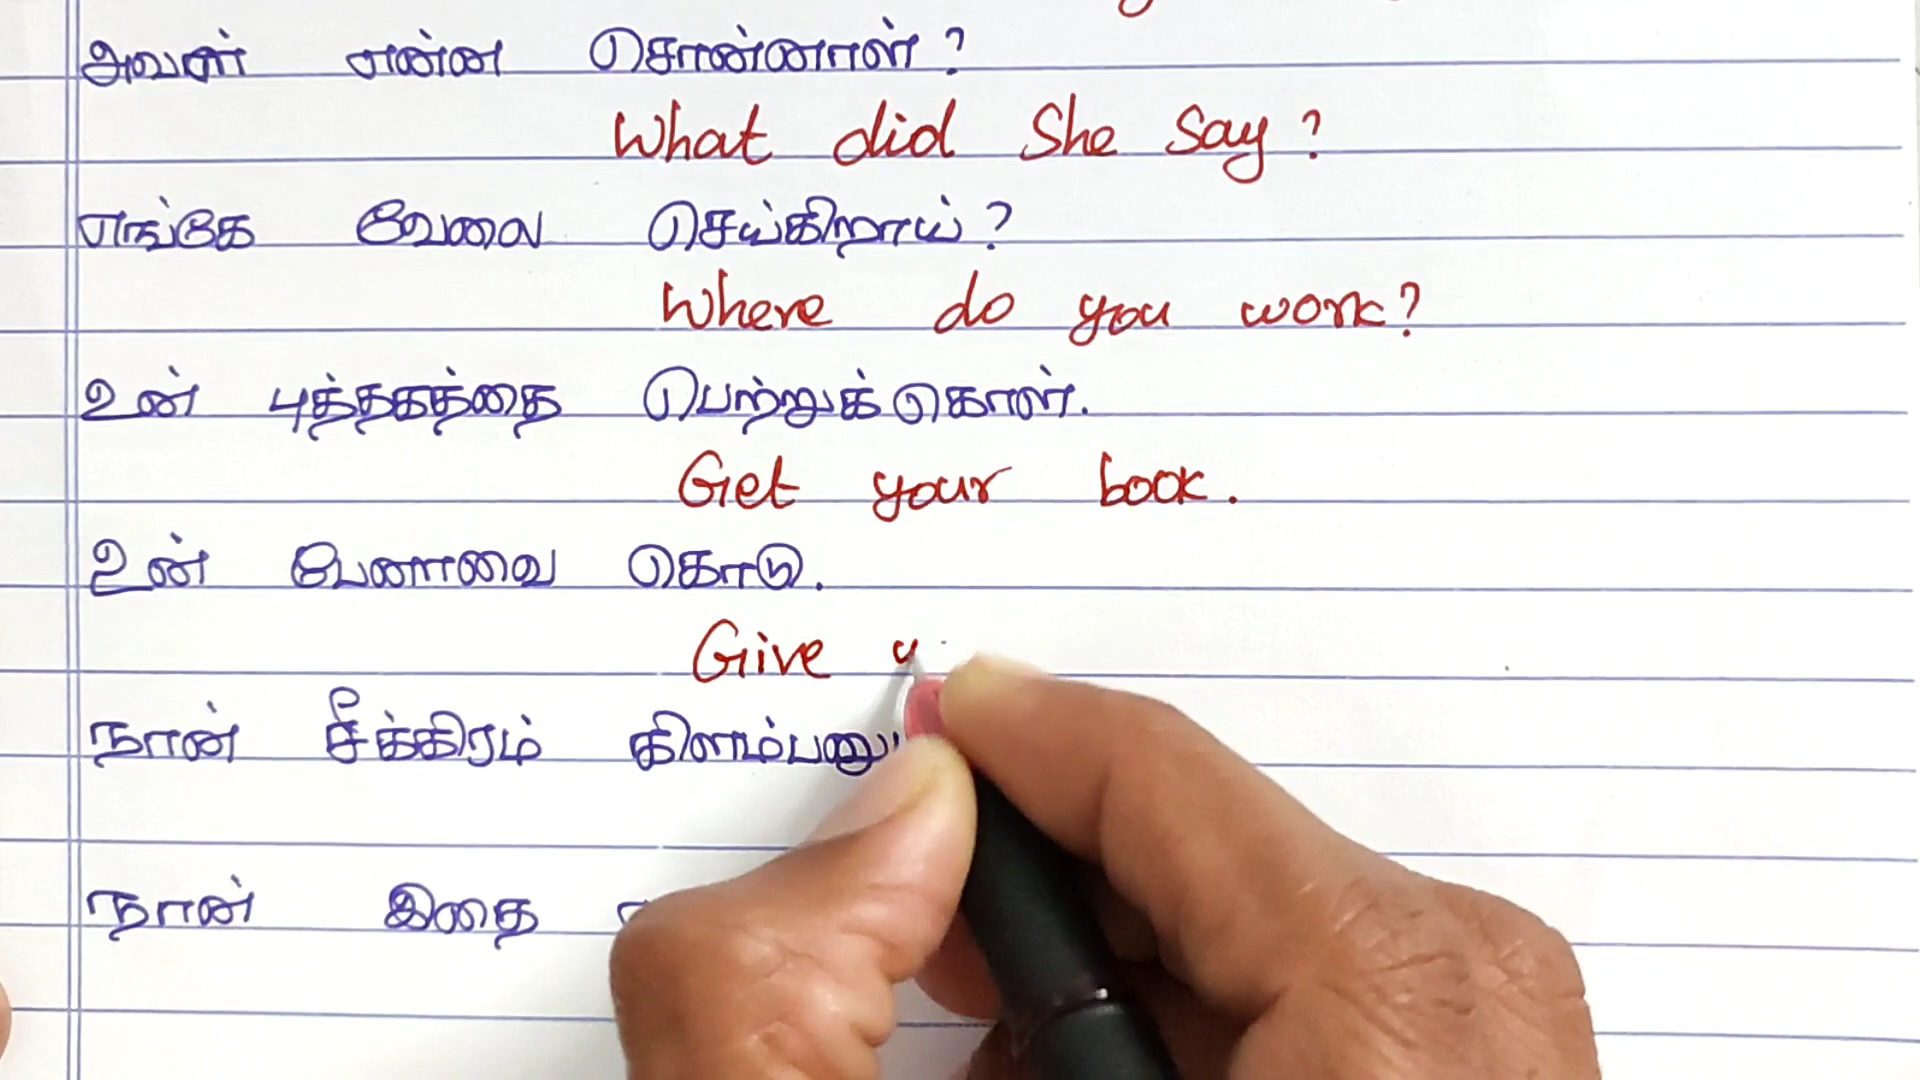 அவள் என்ன சொன்னாள்?
What did She Say?
எங்கே வேலை செய்கிறாய்?
Where do you work?
உன் புத்தகத்தை பெற்றுக்கொள்.
Get your book.
உன் பேனாவை கொடு.
Give y
நான் சீக்கிரம்
நான் இதை